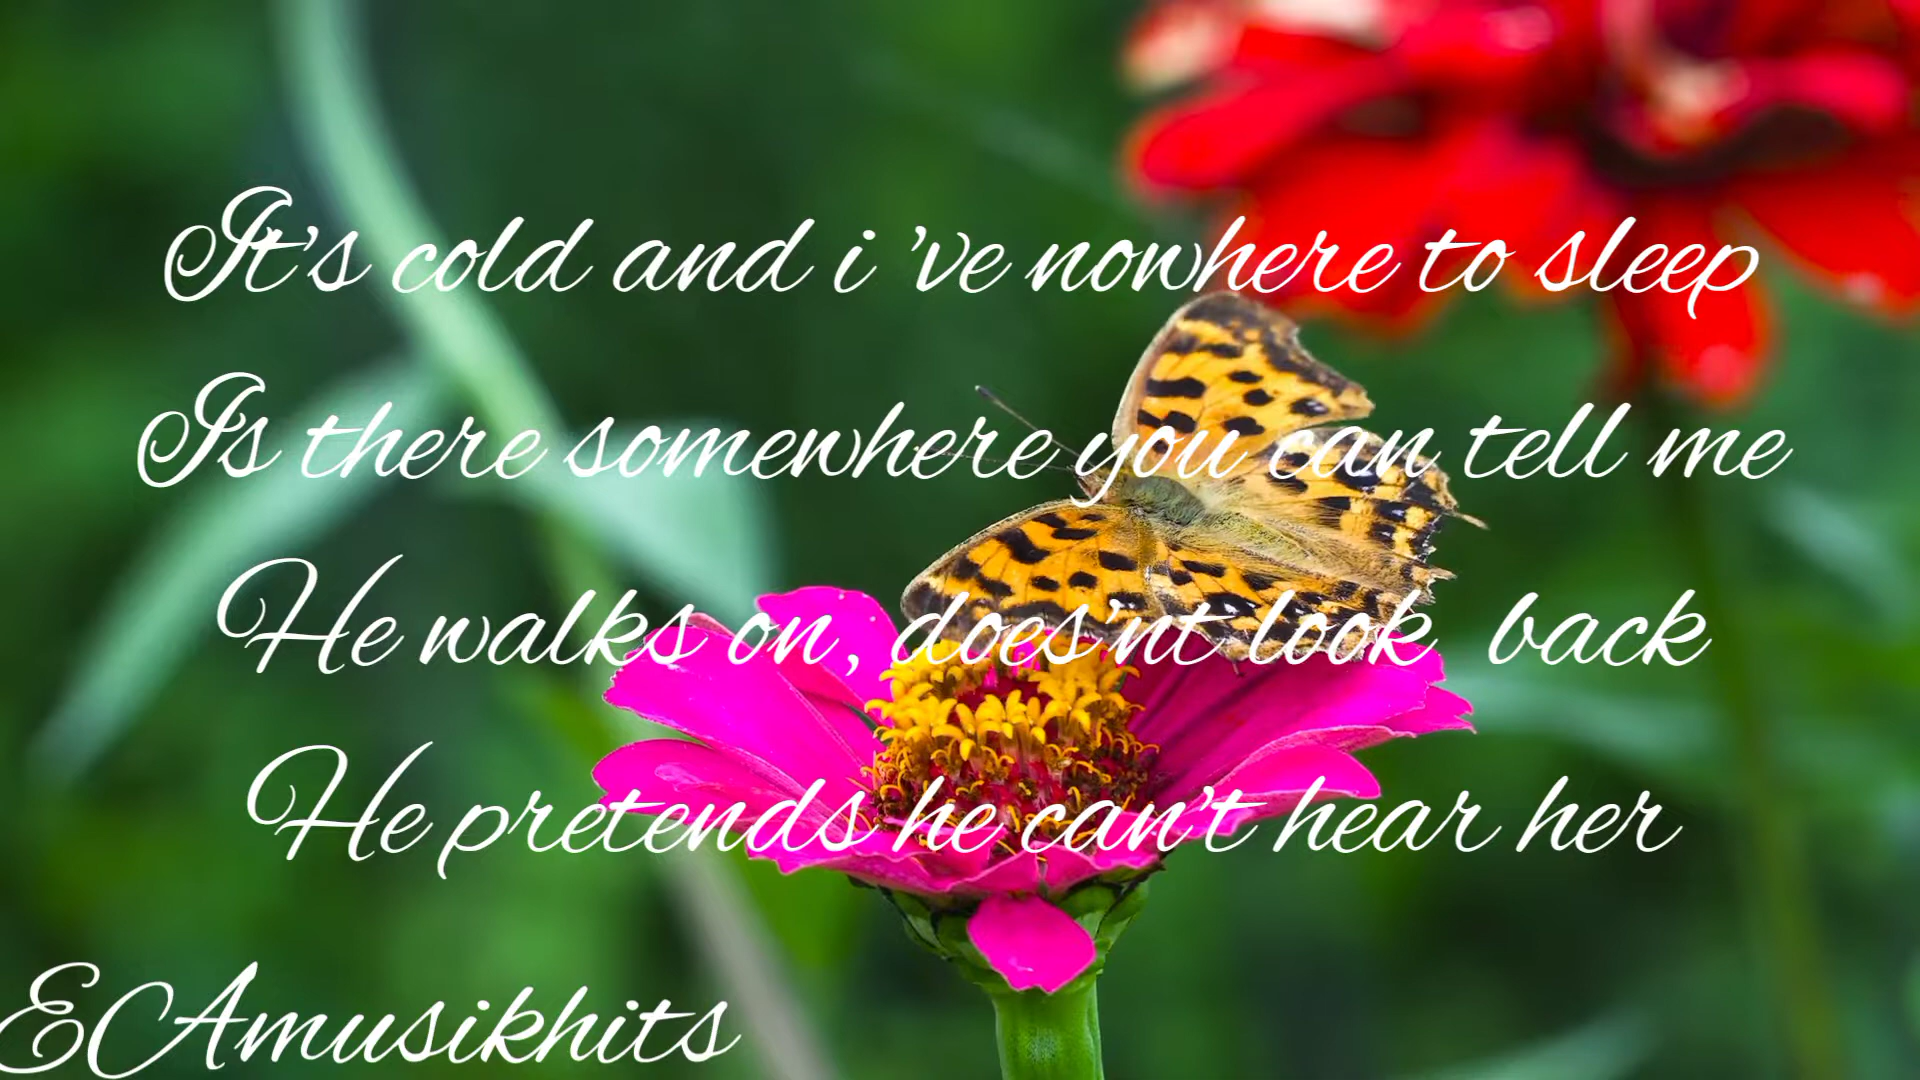 It's cold and i 've nowhere to sleep
Is there somewhere you can tell me
He walks on, does'nt look  back
He pretends he can't hear her
EAmusikhits